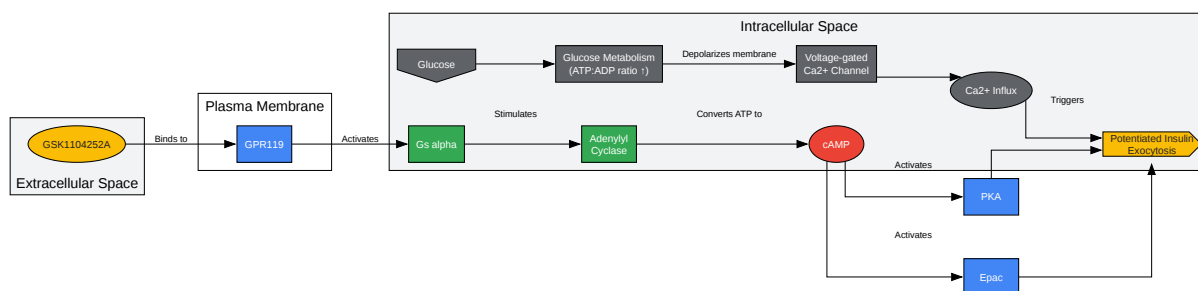 Intracellular Space
Glucose
Glucose Metabolism
(ATP:ADP ratio ↑)
Depolarizes membrane
Voltage-gated
Ca2+ Channel
Ca2+ Influx
Triggers
Plasma Membrane
GSK1104252A
Extracellular Space
Binds to
GPR119
Activates
Gs alpha
Stimulates
Adenylyl
Cyclase
Converts ATP to
cAMP
Potentiated Insulin
Exocytosis
Activates
PKA
Activates
Epac